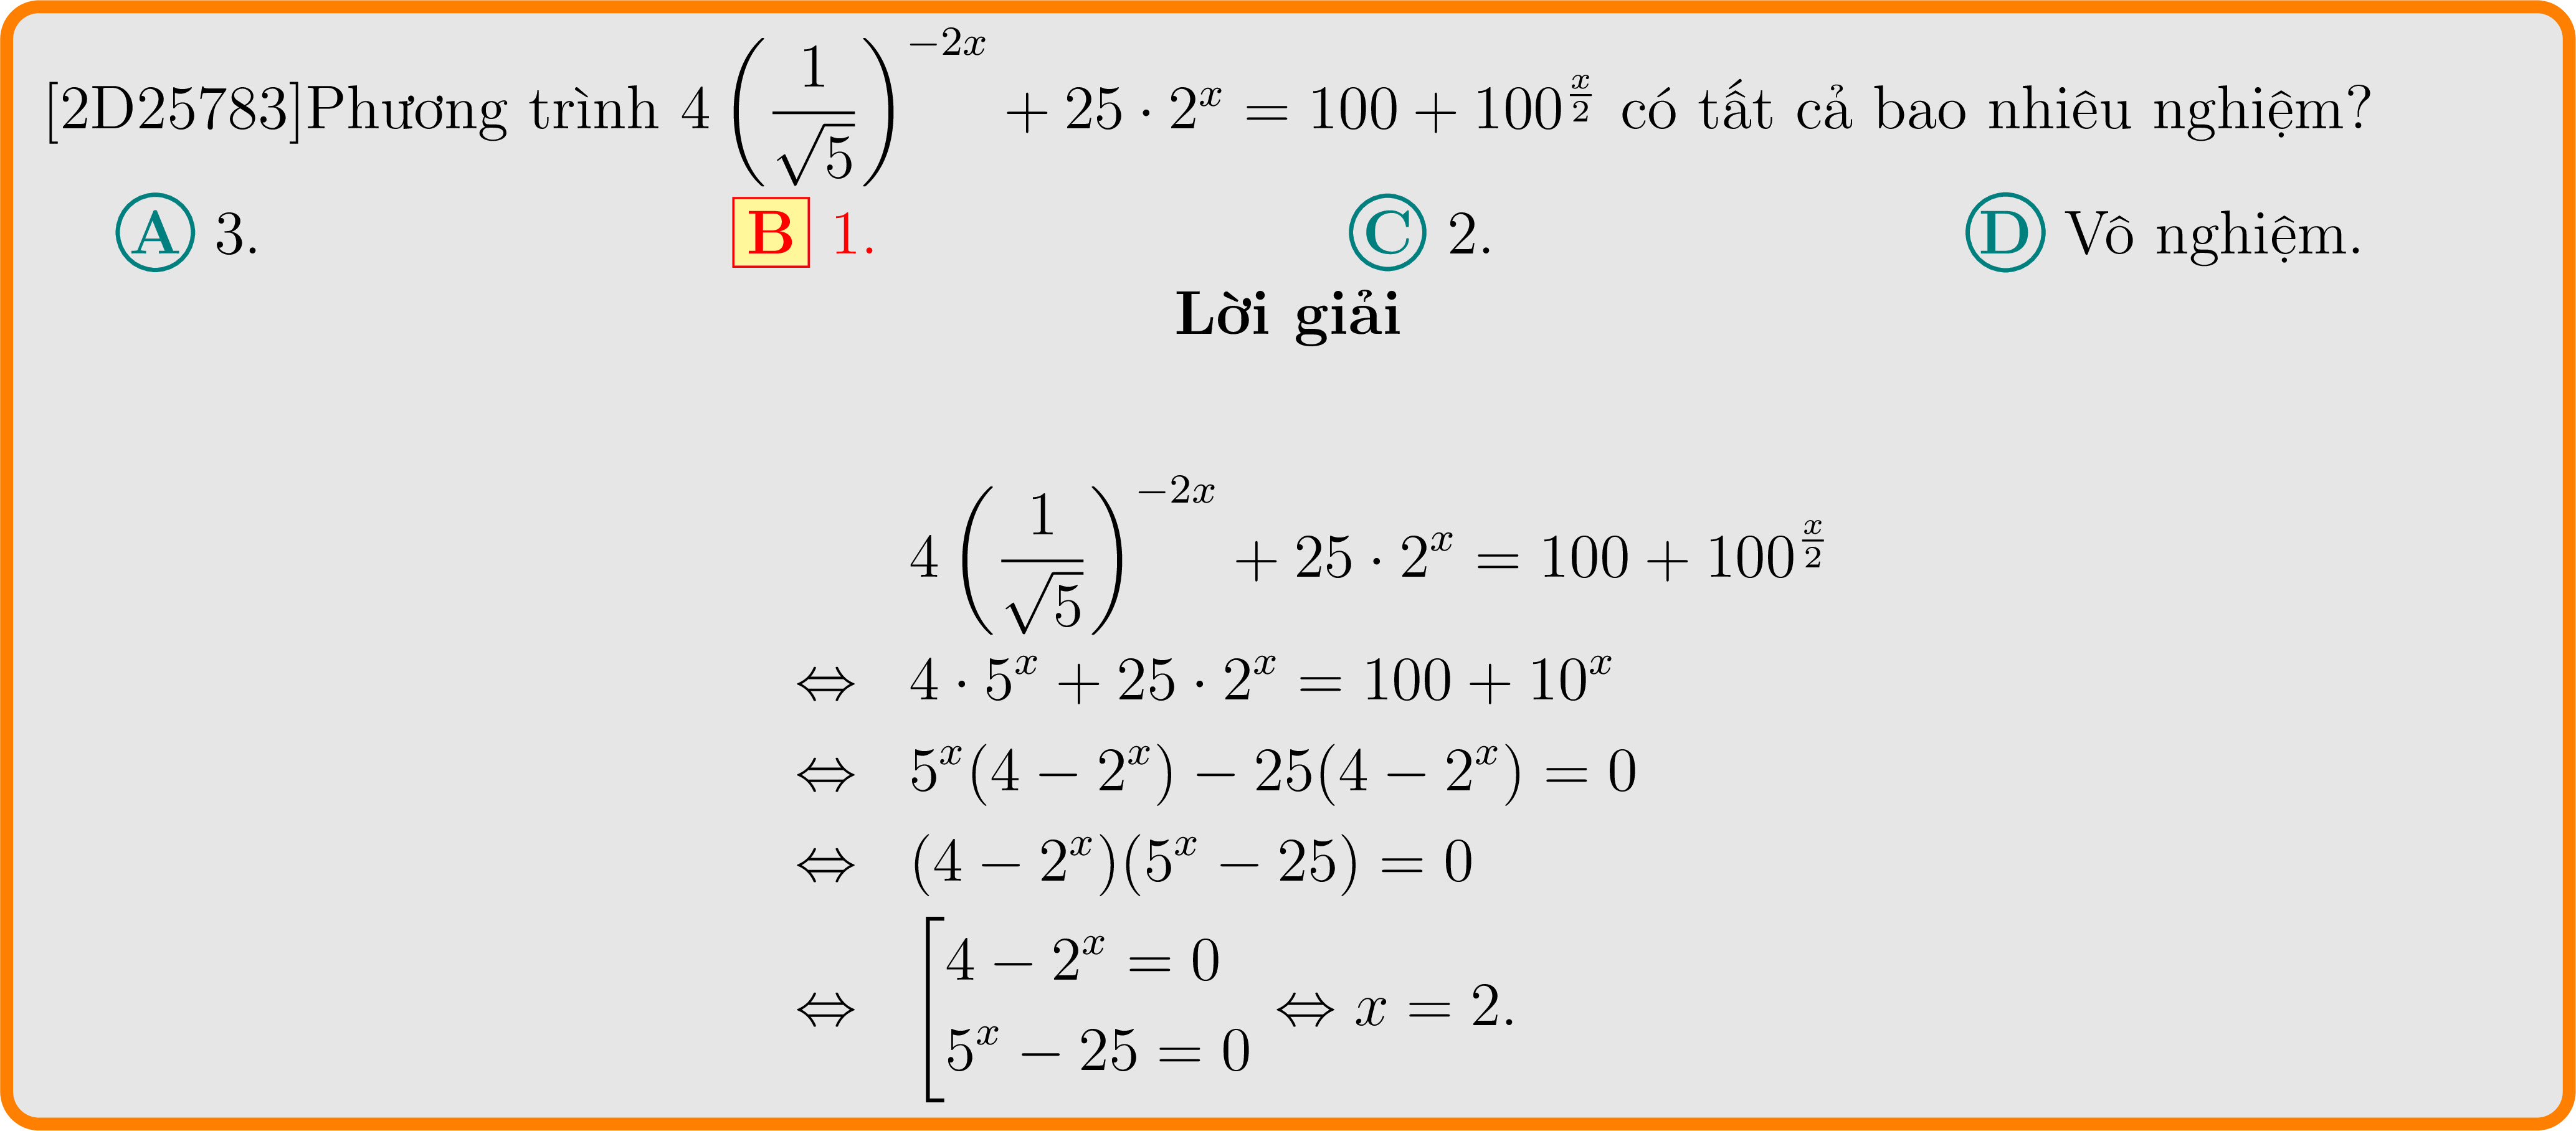 [2D25783]Phương trình $4\left(\dfrac{1}{\sqrt{5}}\right)^{-2x} + 25 \cdot 2^x = 100 + 100^{\frac{x}{2}}$ có tất cả bao nhiêu nghiệm?
A 3. B 1. C 2. D Vô nghiệm.
Lời giải
$4\left(\dfrac{1}{\sqrt{5}}\right)^{-2x} + 25 \cdot 2^x = 100 + 100^{\frac{x}{2}}$
$\Leftrightarrow 4 \cdot 5^x + 25 \cdot 2^x = 100 + 10^x$
$\Leftrightarrow 5^x(4 - 2^x) - 25(4 - 2^x) = 0$
$\Leftrightarrow (4 - 2^x)(5^x - 25) = 0$
$\Leftrightarrow \left[\begin{array}{l} 4 - 2^x = 0 \\ 5^x - 25 = 0 \end{array}\right. \Leftrightarrow x = 2.$